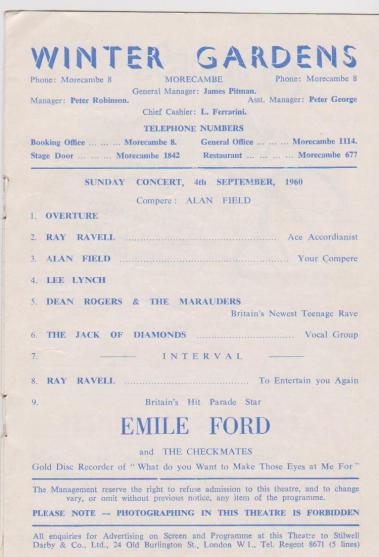 WINTER GARDENS
Phone: Morecambe 8 MORECAMBE Phone: Morecambe 8
General Manager: James Pitman.
Manager: Peter Robinson. Asst. Manager: Peter George
Chief Cashier: L. Ferrarini.
TELEPHONE NUMBERS
Booking Office ... ... ... Morecambe 8. General Office ... ... Morecambe 1114.
Stage Door ... ... Morecambe 1842 Restaurant ... ... ... ... Morecambe 677
SUNDAY CONCERT, 4th SEPTEMBER, 1960
Compere: ALAN FIELD
1. OVERTURE
2. RAY RAVELL ........ Ace Accordianist
3. ALAN FIELD ........ Your Compere
4. LEE LYNCH
5. DEAN ROGERS & THE MARAUDERS
Britain's Newest Teenage Rave
6. THE JACK OF DIAMONDS ........ Vocal Group
7. —— INTERVAL ——
8. RAY RAVELL ........ To Entertain you Again
9. Britain's Hit Parade Star
EMILE FORD
and THE CHECKMATES
Gold Disc Recorder of "What do you Want to Make Those Eyes at Me For"
The Management reserve the right to refuse admission to this theatre, and to change
vary, or omit without previous notice, any item of the programme.
PLEASE NOTE — PHOTOGRAPHING IN THIS THEATRE IS FORBIDDEN
All enquiries for Advertising on Screen and Programme at this Theatre to Stilwell
Darby & Co., Ltd., 24 Old Burlington St., London W1., Tel. Regent 8671 (5 lines)